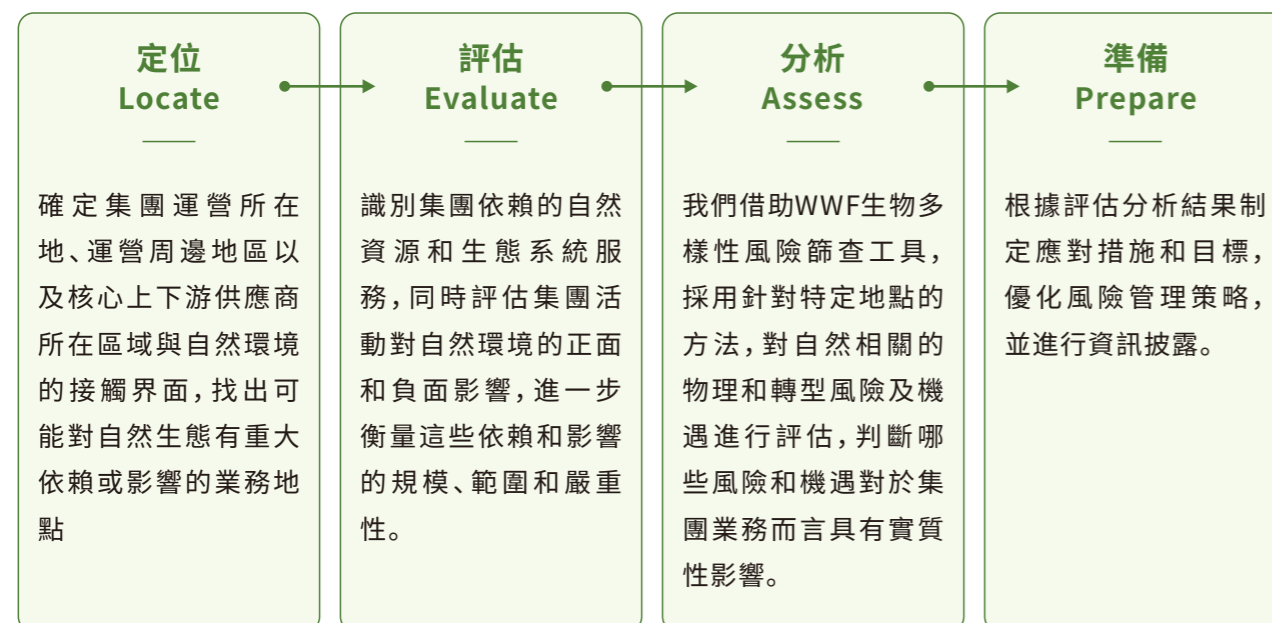 定位
Locate
確定集團運營所在
地、運營周邊地區以
及核心上下游供應商
所在區域與自然環境
的接觸界面，找出可
能對自然生態有重大
依賴或影響的業務地
點
評估
Evaluate
識別集團依賴的自然
資源和生態系統服
務，同時評估集團活
動對自然環境的正面
和負面影響，進一步
衡量這些依賴和影響
的規模、範圍和嚴重
性。
分析
Assess
我們借助WWF生物多
樣性風險篩查工具，
採用針對特定地點的
方法，對自然相關的
物理和轉型風險及機
遇進行評估，判斷哪
些風險和機遇對於集
團業務而言具有實質
性影響。
準備
Prepare
根據評估分析結果制
定應對措施和目標，
優化風險管理策略，
並進行資訊披露。